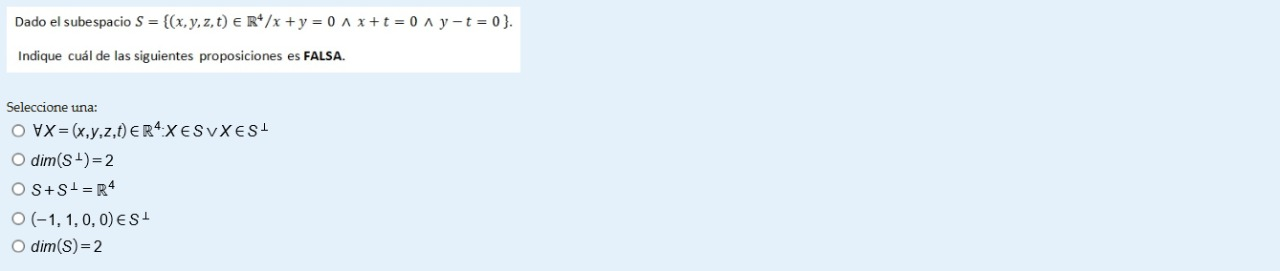 Dado el subespacio S = {(x, y, z, t) ∈ ℝ⁴/x + y = 0 ∧ x + t = 0 ∧ y − t = 0 }.
Indique cuál de las siguientes proposiciones es FALSA.
Seleccione una:
∀X = (x,y,z,t) ∈ ℝ⁴:X ∈ S ∨ X ∈ S⊥
dim(S⊥) = 2
S + S⊥ = ℝ⁴
(−1, 1, 0, 0) ∈ S⊥
dim(S) = 2